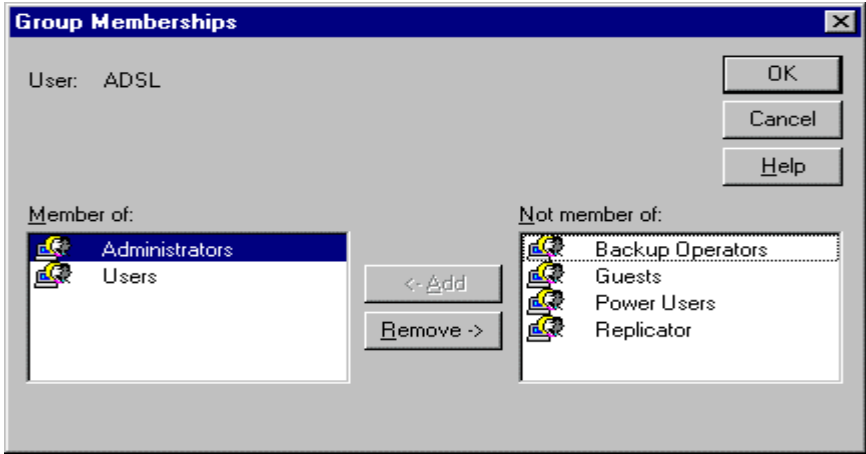 Group Memberships
User: ADSL
OK
Cancel
Help
Member of:
Administrators
Users
<- Add
Remove ->
Not member of:
Backup Operators
Guests
Power Users
Replicator